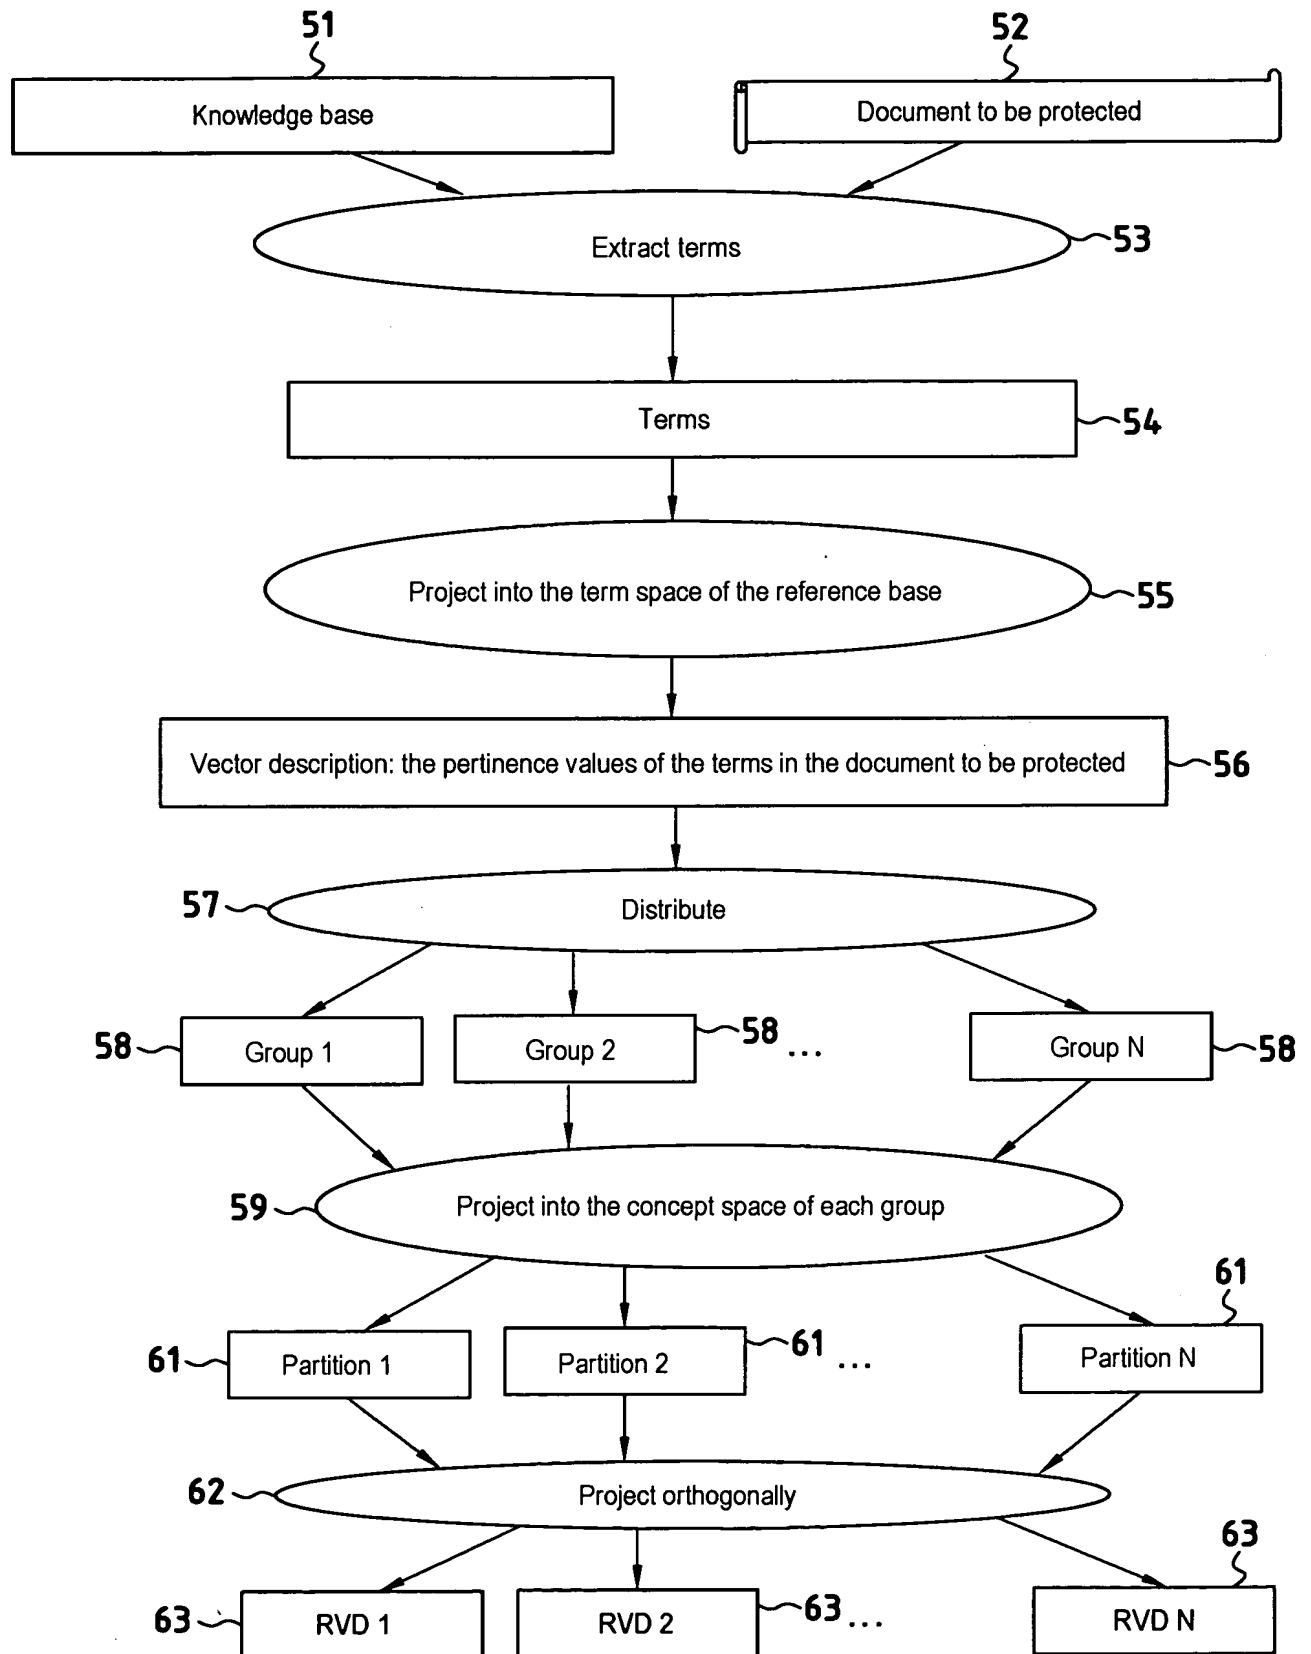 51
52
Knowledge base
Document to be protected
Extract terms
53
Terms
54
Project into the term space of the reference base
55
Vector description: the pertinence values of the terms in the document to be protected
56
57
Distribute
58
Group 1
Group 2
58
...
Group N
58
59
Project into the concept space of each group
61
61
Partition 1
Partition 2
61
...
Partition N
62
Project orthogonally
63
63
RVD 1
RVD 2
63
...
RVD N